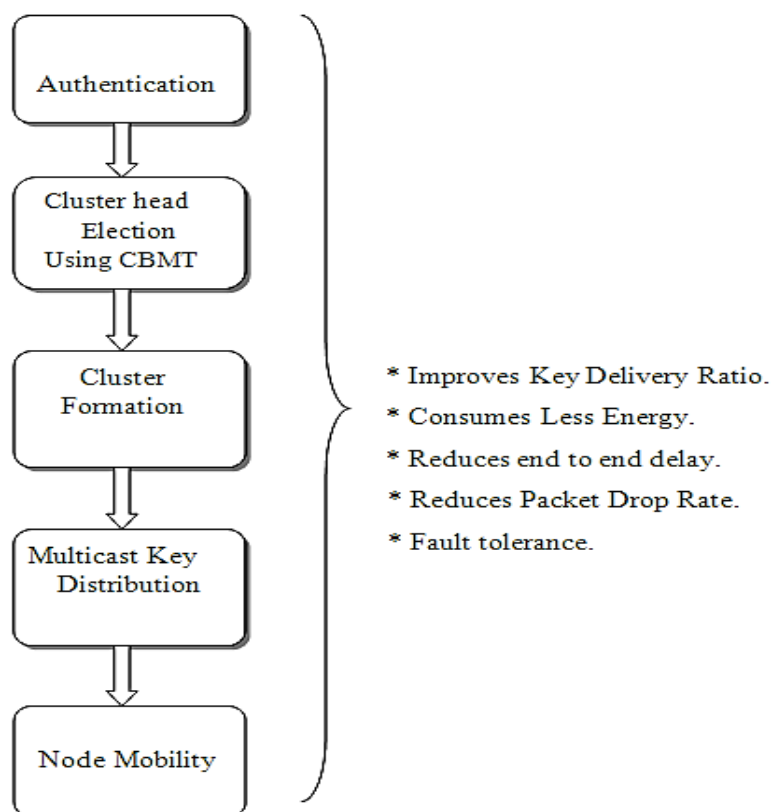 Authentication
Cluster head
Election
Using CBMT
Cluster
Formation
Multicast Key
Distribution
Node Mobility
* Improves Key Delivery Ratio.
* Consumes Less Energy.
* Reduces end to end delay.
* Reduces Packet Drop Rate.
* Fault tolerance.